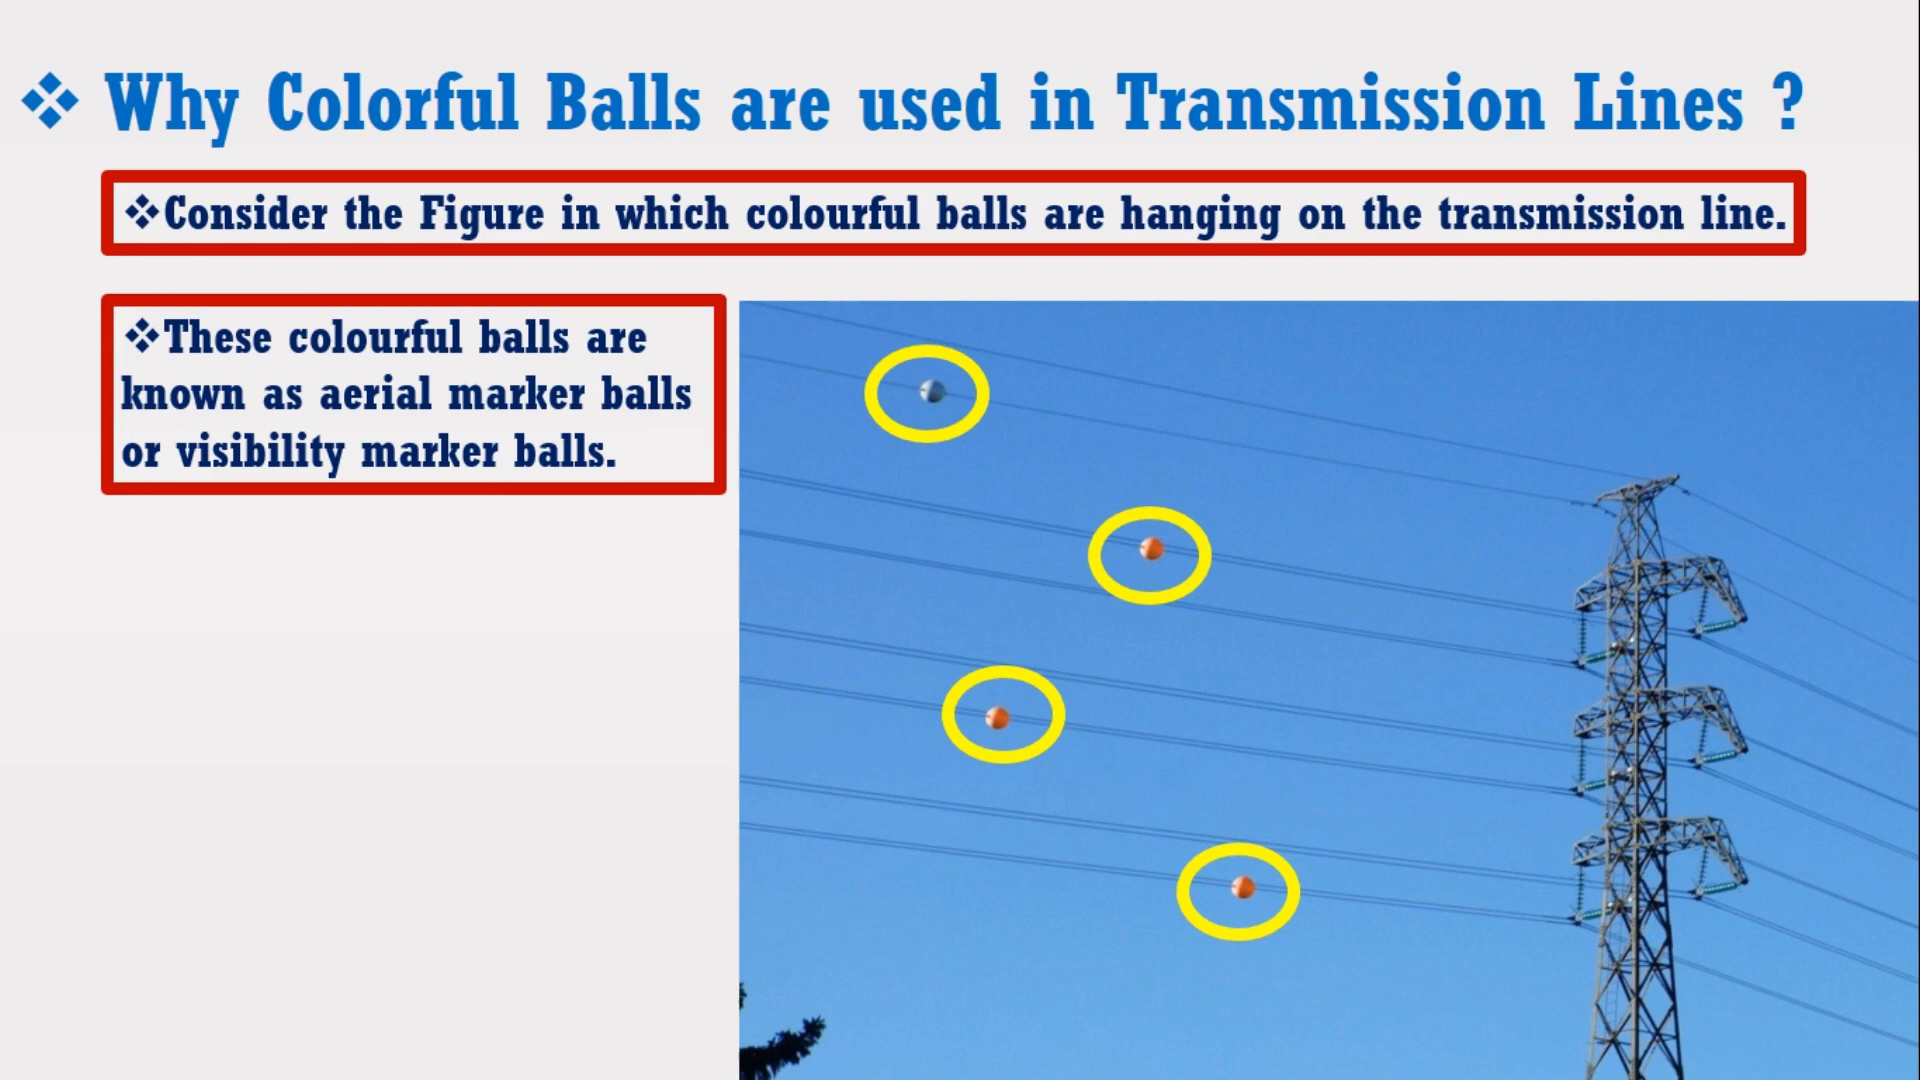 ❖ Why Colorful Balls are used in Transmission Lines ?
❖Consider the Figure in which colourful balls are hanging on the transmission line.
❖These colourful balls are
known as aerial marker balls
or visibility marker balls.